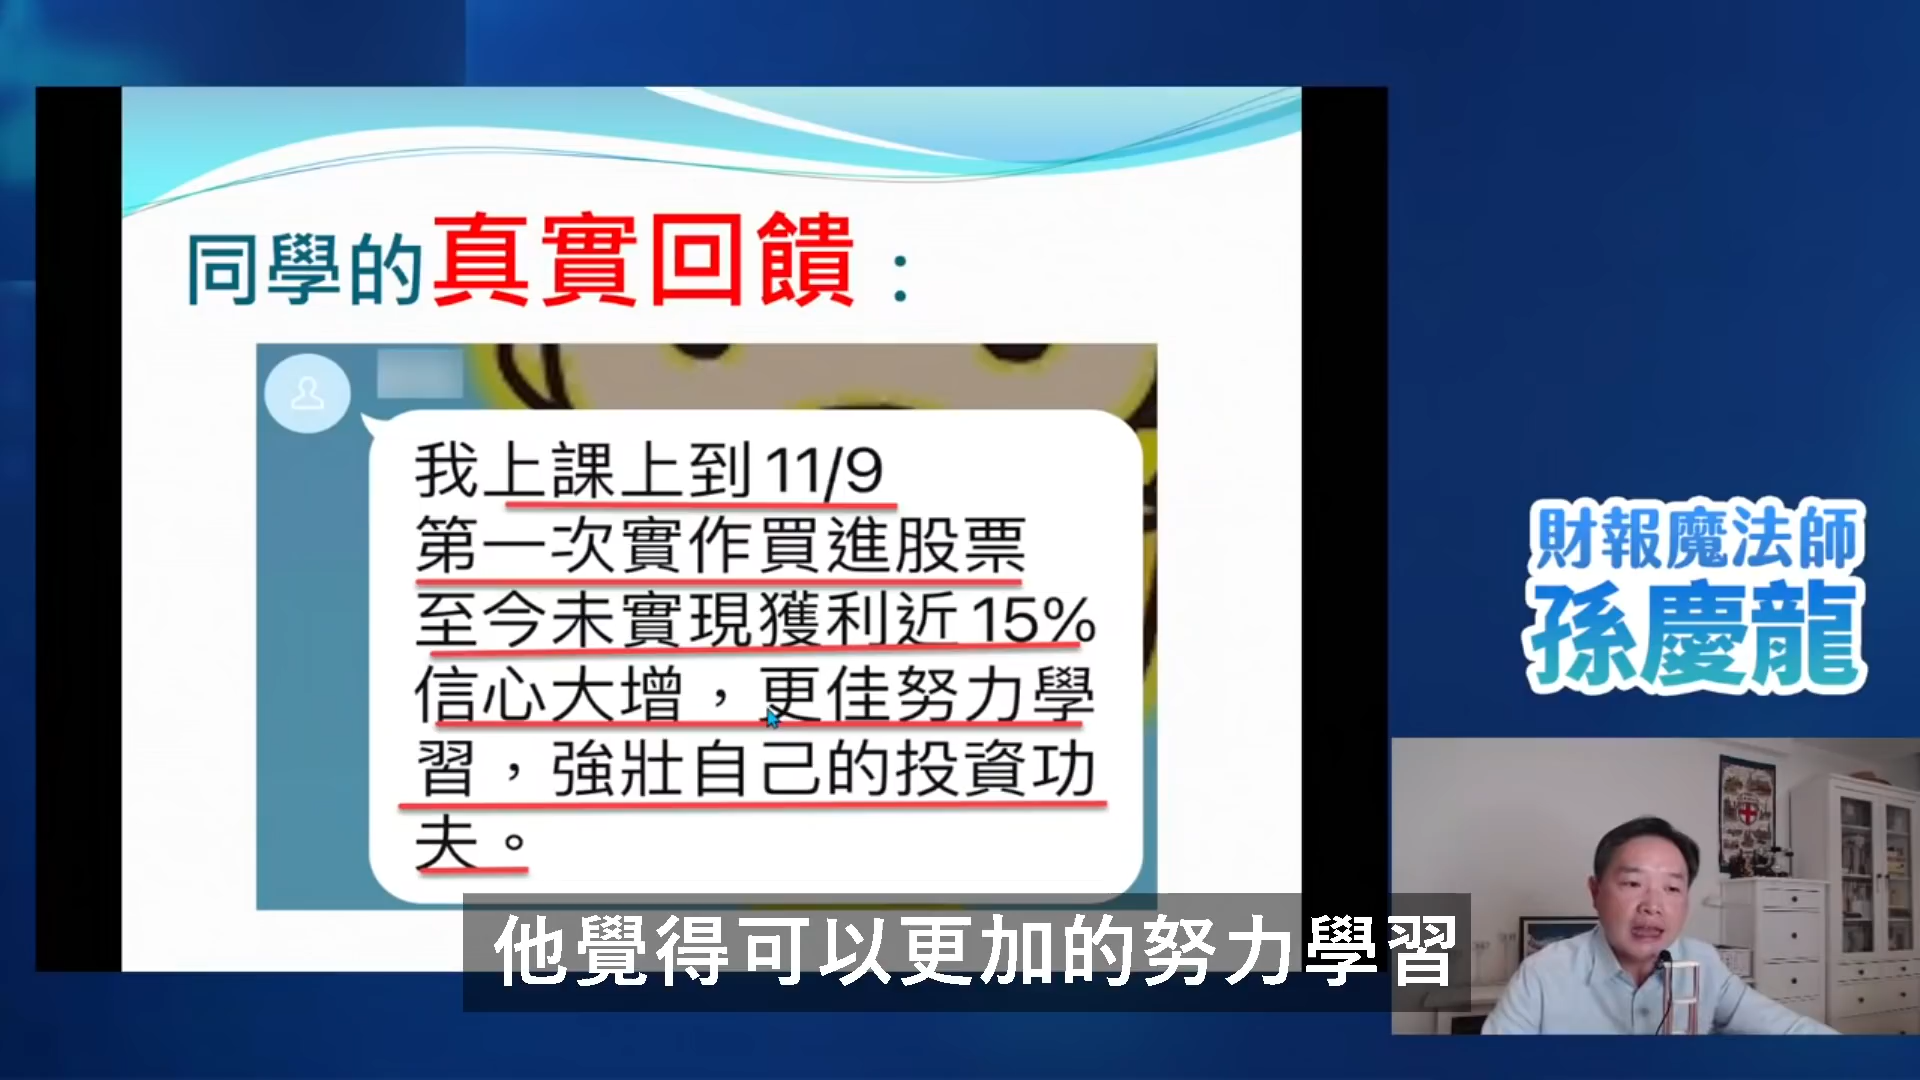 同學的真實回饋：
我上課上到11/9
第一次實作買進股票
至今未實現獲利近15%
信心大增，更佳努力學
習，強壯自己的投資功
夫。
財報魔法師
孫慶龍
他覺得可以更加的努力學習